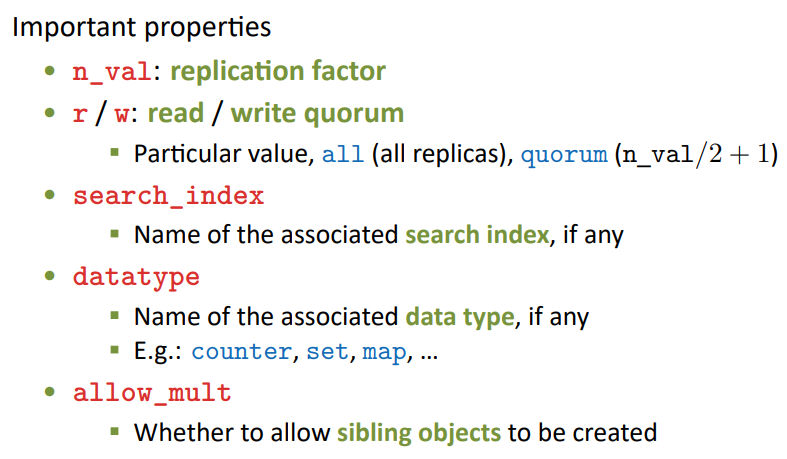 Important properties
• n_val: replication factor
• r / w: read / write quorum
▪ Particular value, all (all replicas), quorum (n_val/2 + 1)
• search_index
▪ Name of the associated search index, if any
• datatype
▪ Name of the associated data type, if any
▪ E.g.: counter, set, map, …
• allow_mult
▪ Whether to allow sibling objects to be created